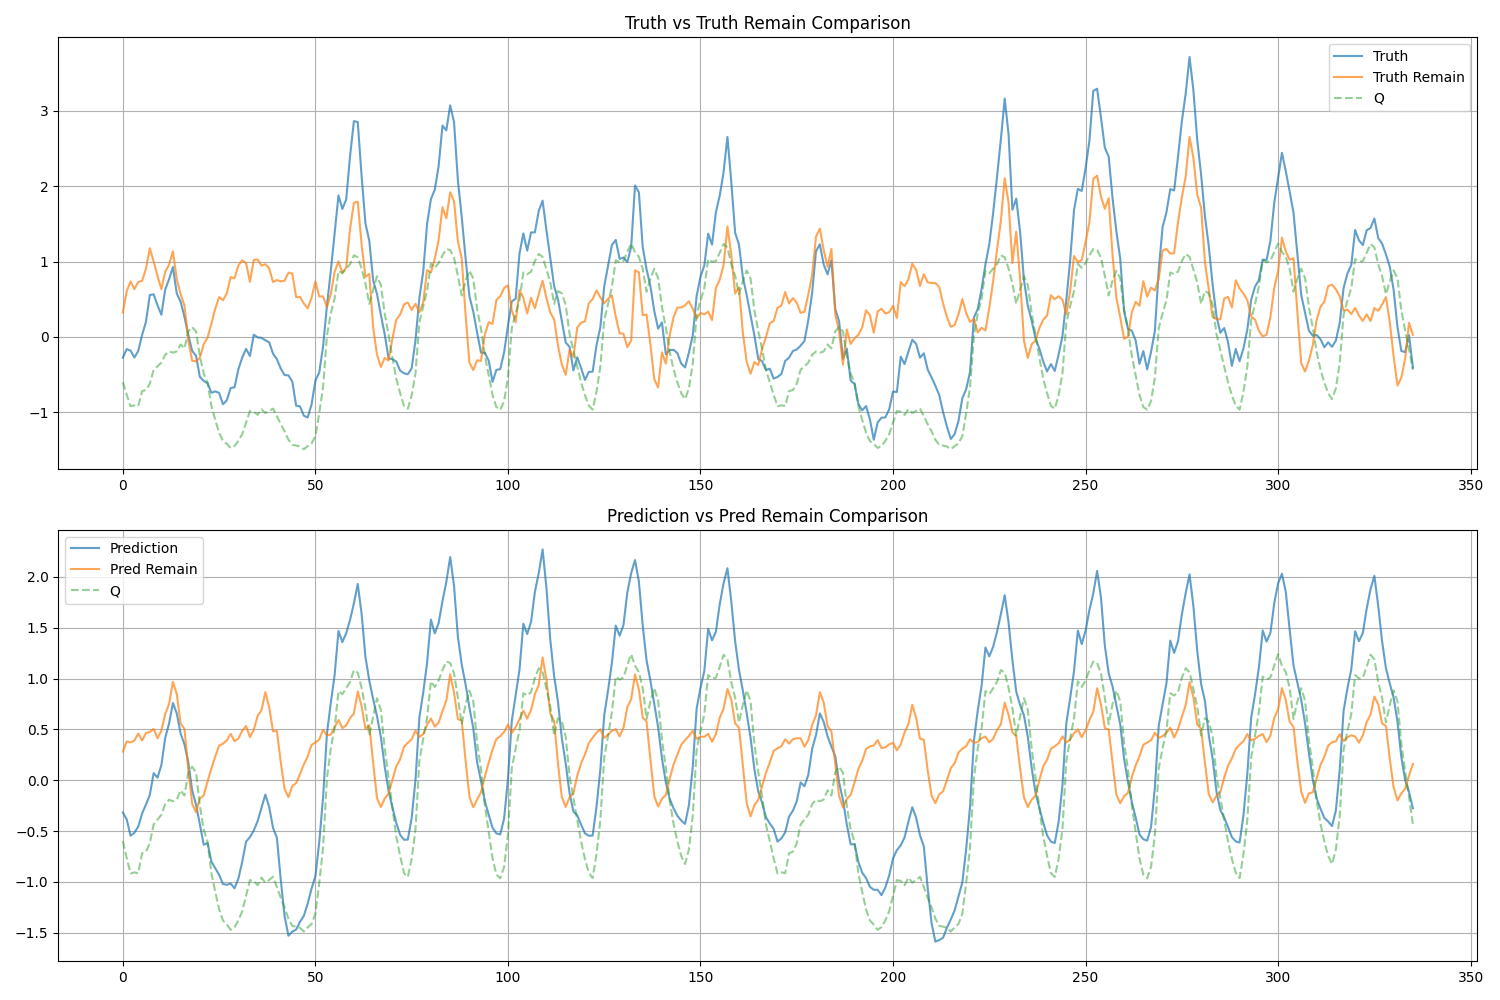 Truth vs Truth Remain Comparison
Truth
Truth Remain
Q
3
2
1
0
−1
0 50 100 150 200 250 300 350
Prediction vs Pred Remain Comparison
Prediction
Pred Remain
Q
2.0
1.5
1.0
0.5
0.0
−0.5
−1.0
−1.5
0 50 100 150 200 250 300 350